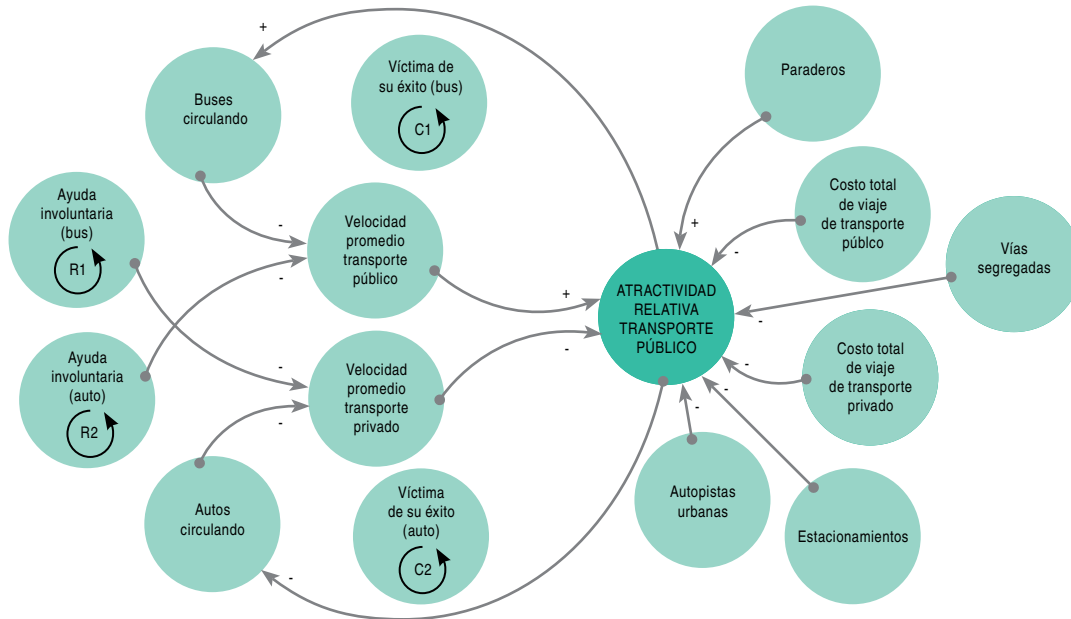 +
Buses
circulando
Víctima de
su éxito (bus)
C1
Paraderos
Ayuda
involuntaria
(bus)
R1
-
Velocidad
promedio
transporte
público
-
+
+
-
Costo total
de viaje
de transporte
públco
Vías
segregadas
-
ATRACTIVIDAD
RELATIVA
TRANSPORTE
PÚBLICO
Ayuda
involuntaria
(auto)
R2
-
Velocidad
promedio
transporte
privado
-
-
-
-
-
Costo total
de viaje
de transporte
privado
Autos
circulando
-
Víctima
de su éxito
(auto)
C2
Autopistas
urbanas
Estacionamientos